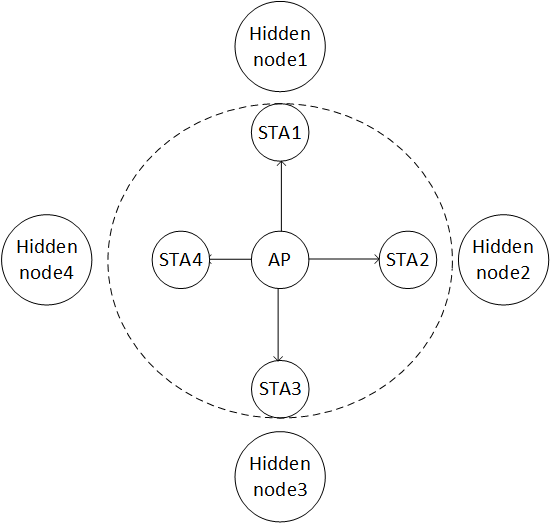 Hidden
node1
STA1
Hidden
node4
STA4
AP
STA2
Hidden
node2
STA3
Hidden
node3